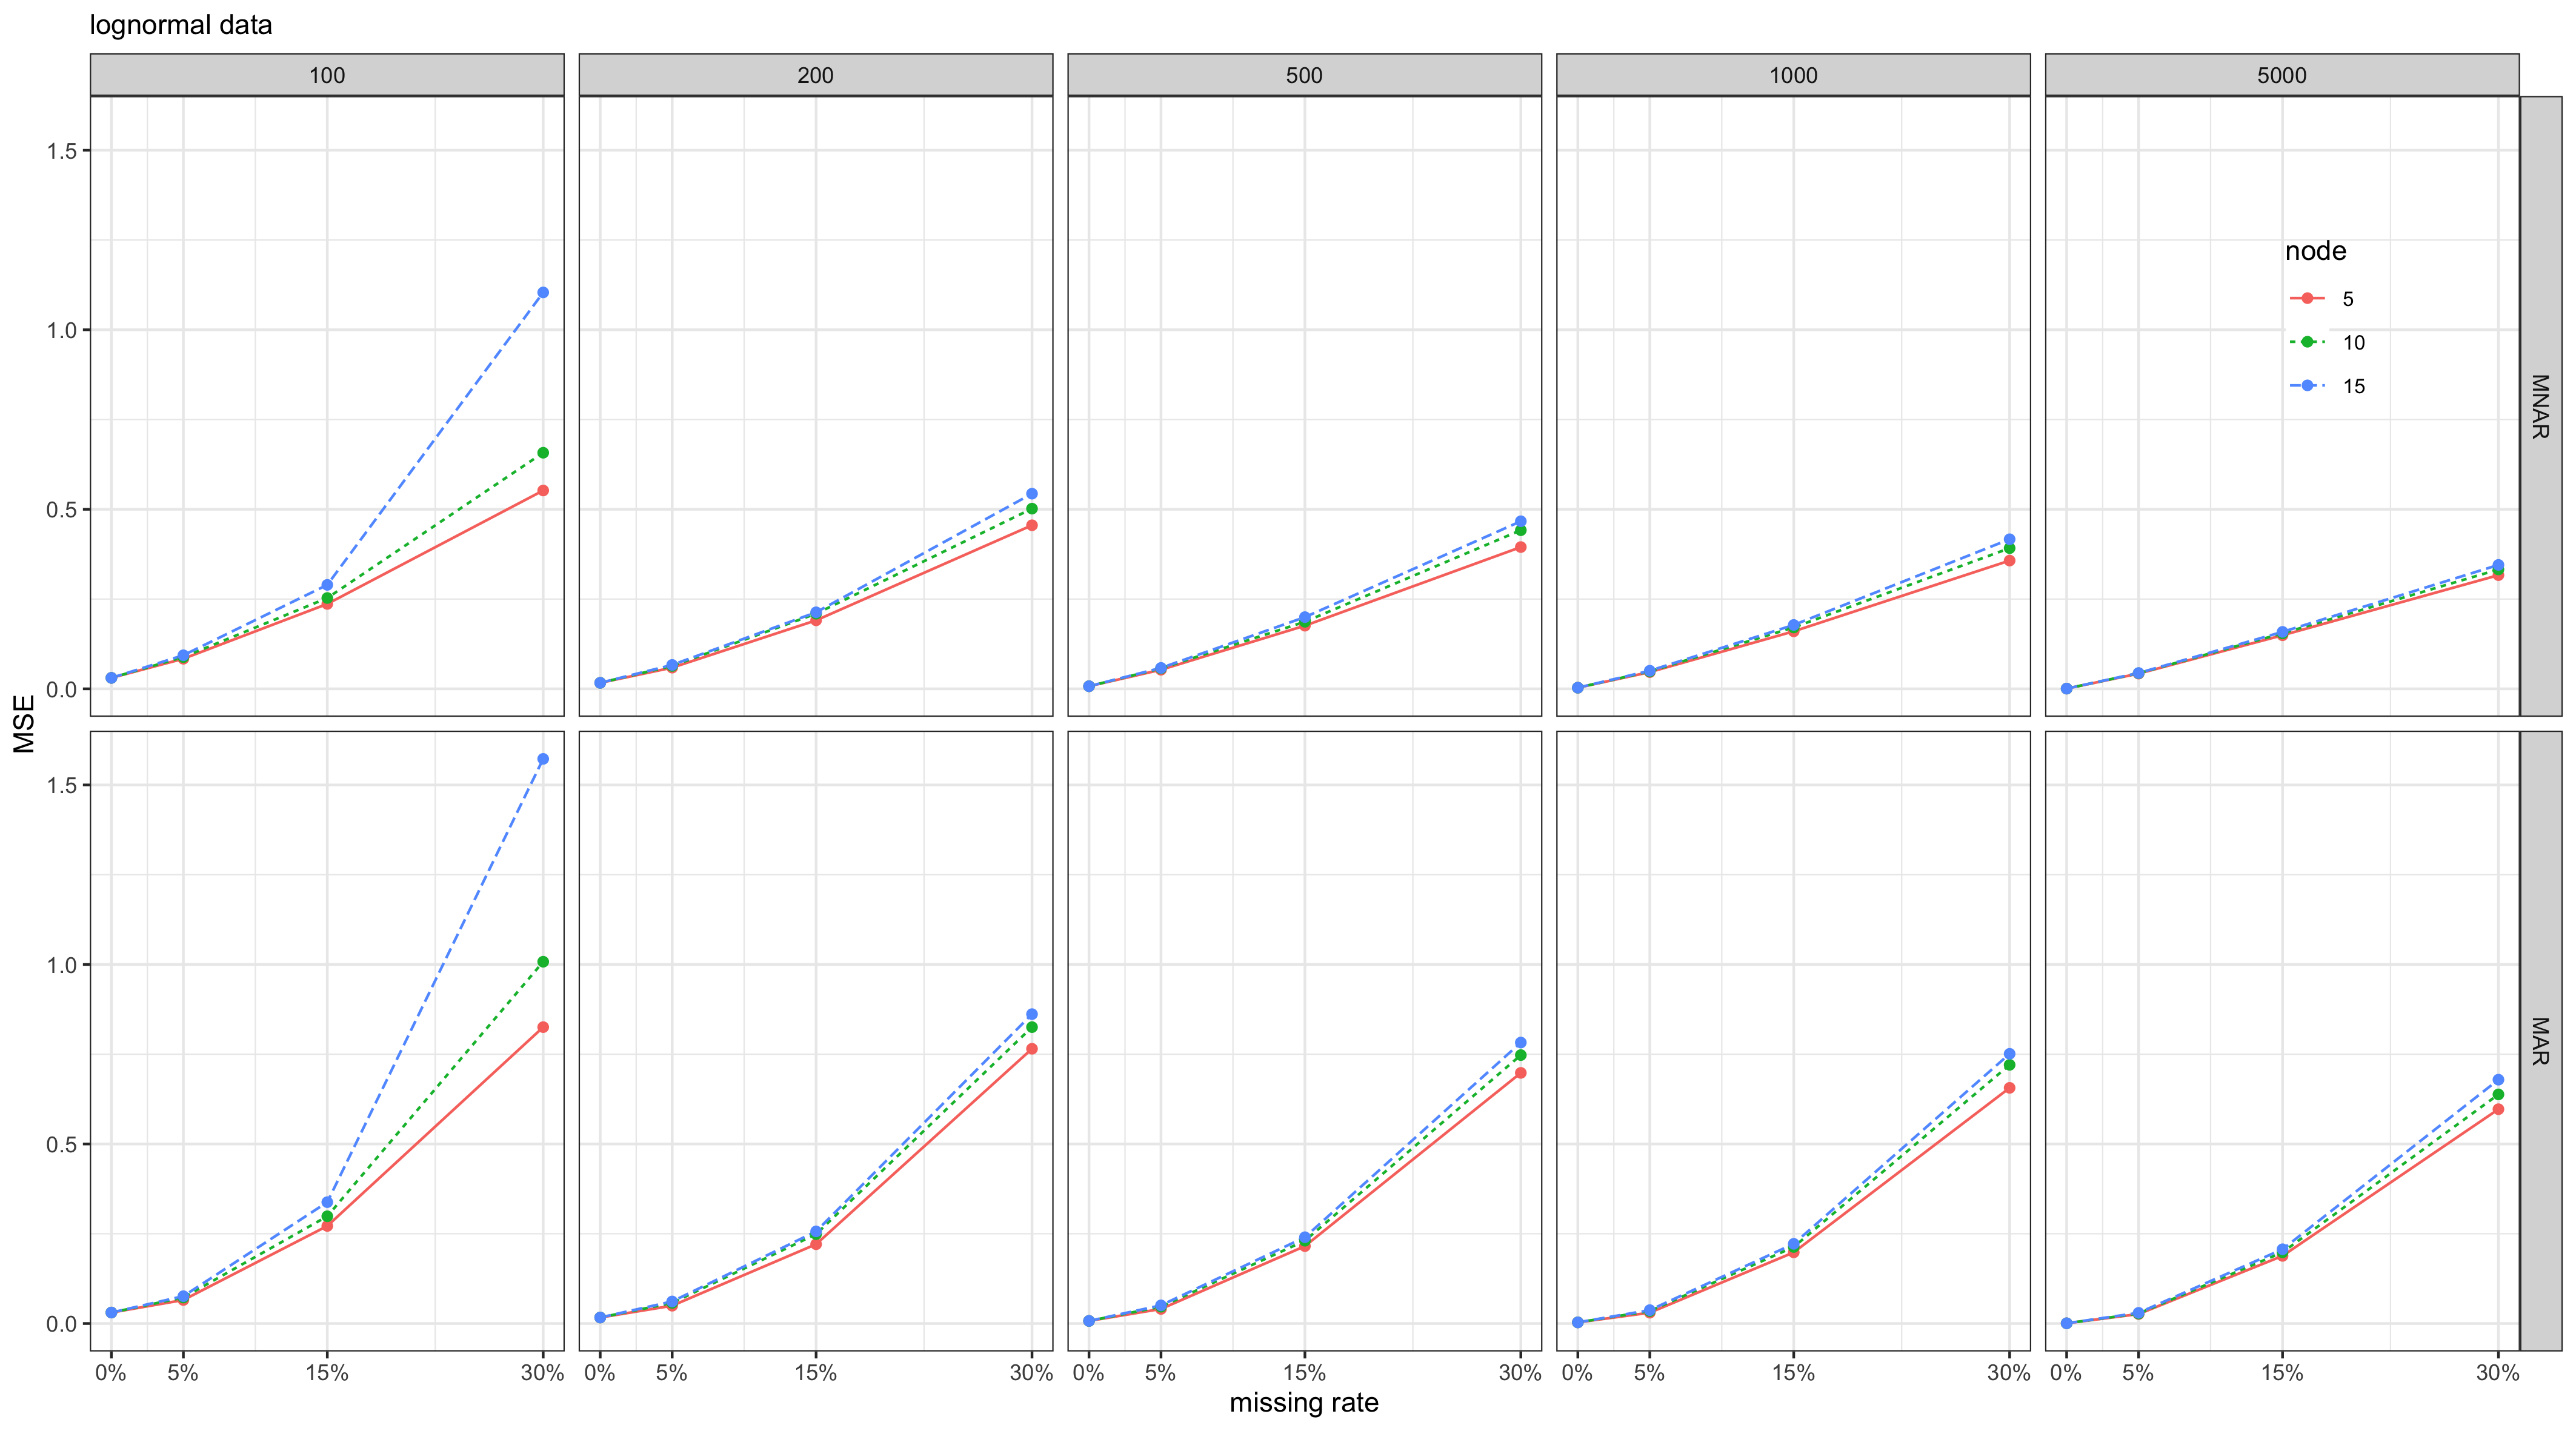 lognormal data
100 200 500 1000 5000
1.5
1.0
0.5
0.0
node
5
10
15
MNAR
MSE
1.5
1.0
0.5
0.0
MAR
0% 5% 15% 30% 0% 5% 15% 30% 0% 5% 15% 30% 0% 5% 15% 30% 0% 5% 15% 30%
missing rate